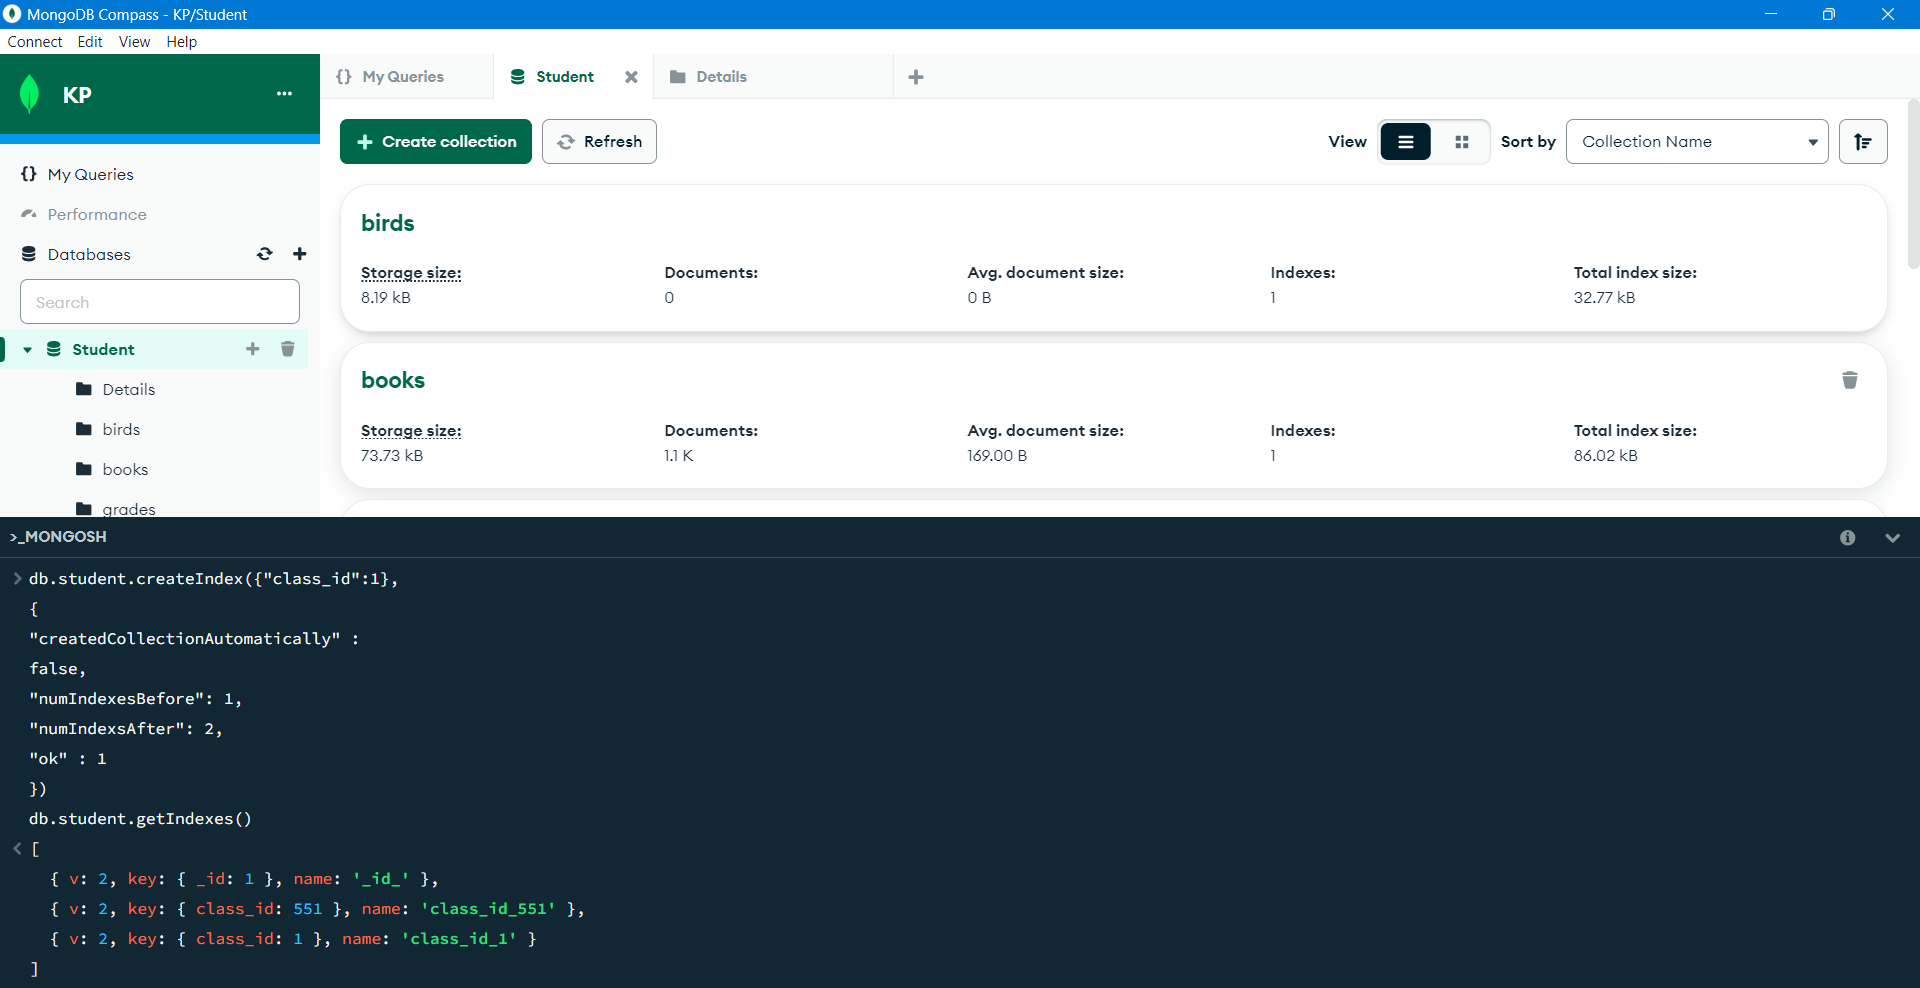 MongoDB Compass - KP/Student
Connect Edit View Help
KP
{} My Queries
Student
Details
Create collection
Refresh
View
Sort by
Collection Name
{} My Queries
Performance
Databases
Search
Student
Details
birds
books
grades
birds
Storage size: Documents: Avg. document size: Indexes: Total index size:
8.19 kB 0 0 B 1 32.77 kB
books
Storage size: Documents: Avg. document size: Indexes: Total index size:
73.73 kB 1.1 K 169.00 B 1 86.02 kB
>_MONGOSH
> db.student.createIndex({"class_id":1},
{
"createdCollectionAutomatically" :
false,
"numIndexesBefore": 1,
"numIndexsAfter": 2,
"ok" : 1
})
db.student.getIndexes()
< [
{ v: 2, key: { _id: 1 }, name: '_id_' },
{ v: 2, key: { class_id: 551 }, name: 'class_id_551' },
{ v: 2, key: { class_id: 1 }, name: 'class_id_1' }
]